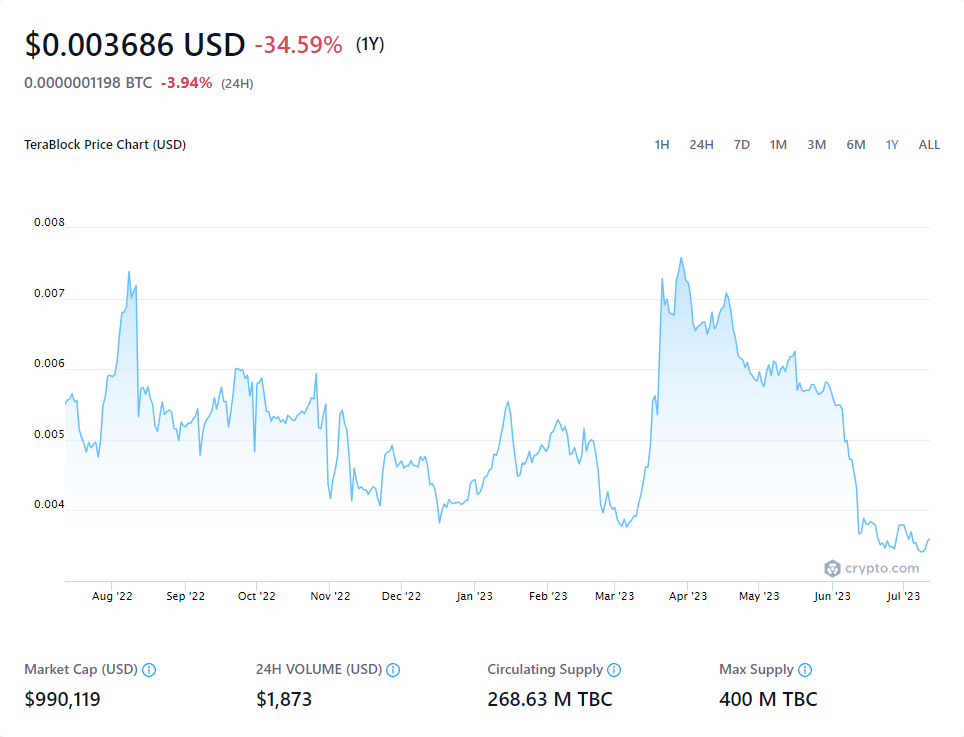 $0.003686 USD -34.59% (1Y)
0.0000001198 BTC -3.94% (24H)
TeraBlock Price Chart (USD) 1H 24H 7D 1M 3M 6M 1Y ALL
0.008
0.007
0.006
0.005
0.004
crypto.com
Aug '22 Sep '22 Oct '22 Nov '22 Dec '22 Jan '23 Feb '23 Mar '23 Apr '23 May '23 Jun '23 Jul '23
Market Cap (USD) 24H VOLUME (USD) Circulating Supply Max Supply
$990,119 $1,873 268.63 M TBC 400 M TBC